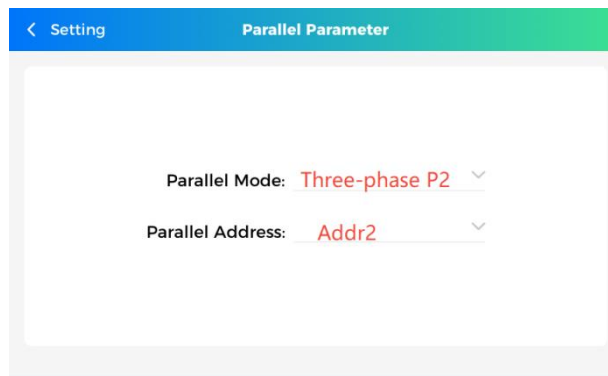 Setting
Parallel Parameter
Parallel Mode: Three-phase P2
Parallel Address: Addr2